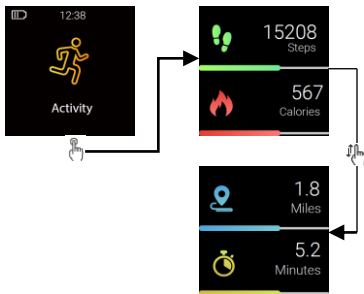 12:38
Activity
15208
Steps
567
Calories
1.8
Miles
5.2
Minutes